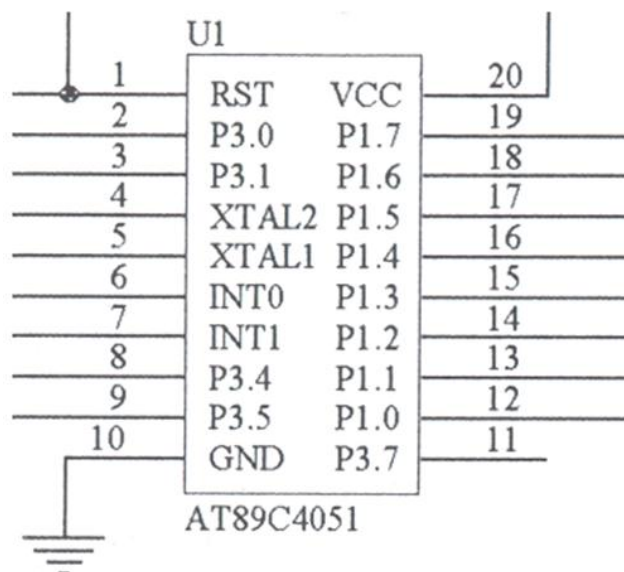 U1
1 RST VCC 20
2 P3.0 P1.7 19
3 P3.1 P1.6 18
4 XTAL2 P1.5 17
5 XTAL1 P1.4 16
6 INT0 P1.3 15
7 INT1 P1.2 14
8 P3.4 P1.1 13
9 P3.5 P1.0 12
10 GND P3.7 11
AT89C4051